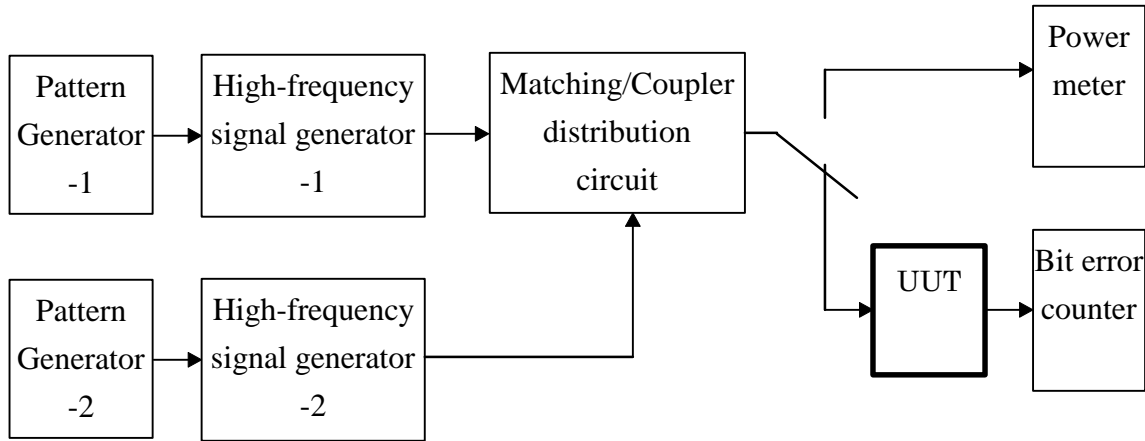 Pattern
Generator
-1
High-frequency
signal generator
-1
Matching/Coupler
distribution
circuit
Power
meter
Pattern
Generator
-2
High-frequency
signal generator
-2
UUT
Bit error
counter